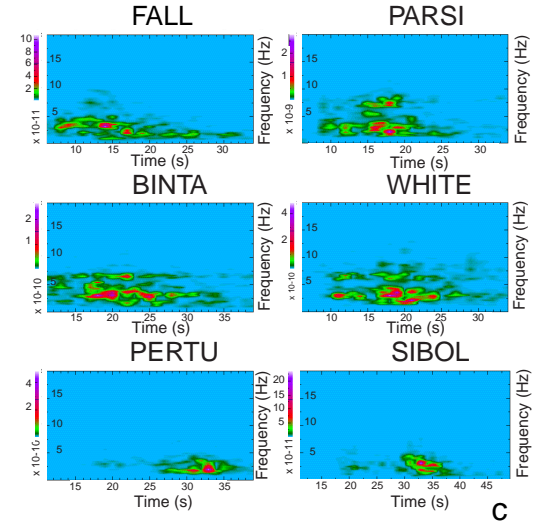 FALL
10
8
6
4
2
x 10-11
15
10
5
15 20 25 30
Time (s)
Frequency (Hz)
PARSI
2
1
x 10-9
15
10
5
10 15 20 25 30
Time (s)
Frequency (Hz)
BINTA
2
1
x 10-10
15
10
5
15 20 25 30 35
Time (s)
Frequency (Hz)
WHITE
4
2
x 10-10
15
10
5
10 15 20 25 30
Time (s)
Frequency (Hz)
PERTU
4
2
x 10-10
15
10
5
15 20 25 30 35
Time (s)
Frequency (Hz)
SIBOL
20
15
10
5
x 10-11
15
10
5
15 20 25 30 35 40 45
Time (s)
Frequency (Hz)
c